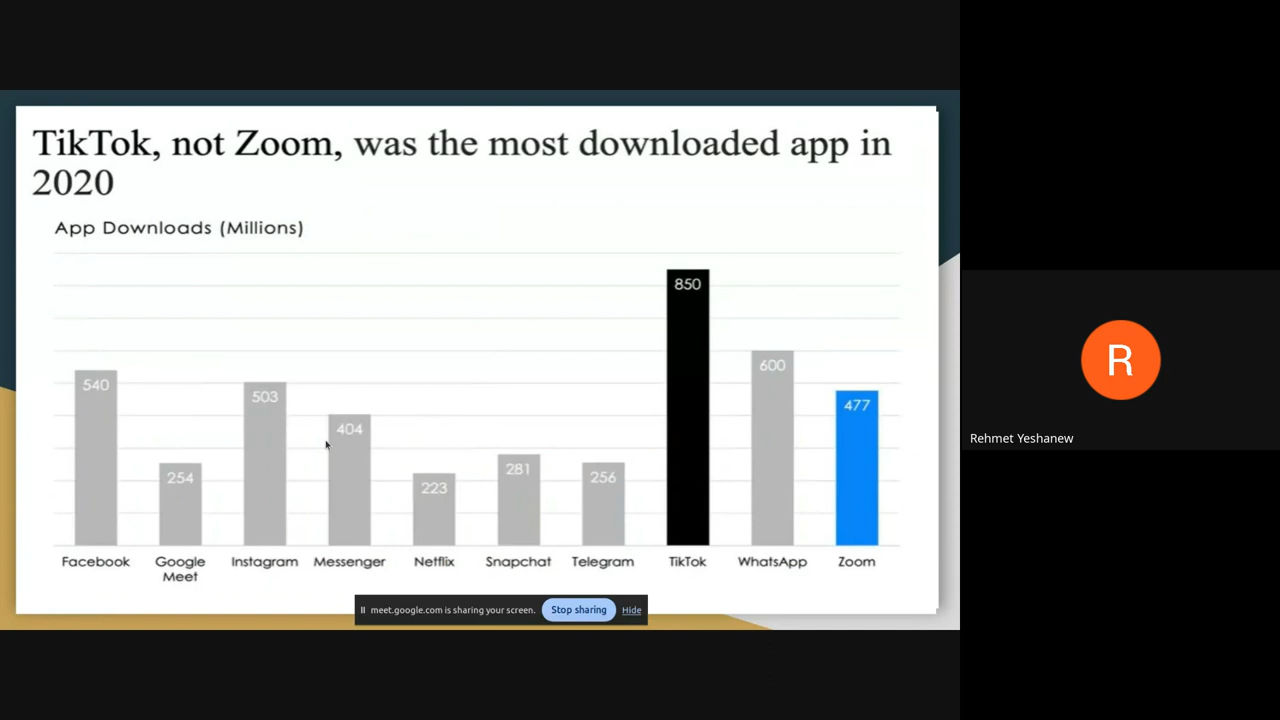 TikTok, not Zoom, was the most downloaded app in
2020
App Downloads (Millions)
540
254
503
404
223
281
256
850
600
477
Facebook
Google
Meet
Instagram
Messenger
Netflix
Snapchat
Telegram
TikTok
WhatsApp
Zoom
meet.google.com is sharing your screen.
Stop sharing
Hide
R
Rehmet Yeshanew